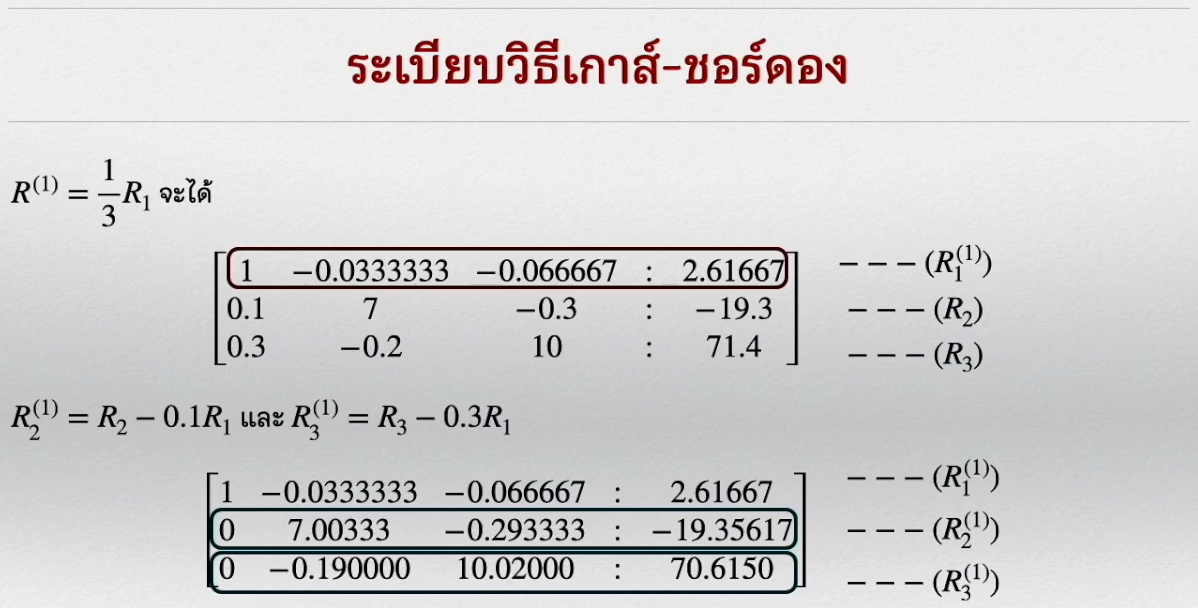 ระเบียบวิธีเกาส์-ชอร์ดอง
R^{(1)} = \frac{1}{3}R_1 จะได้
1 −0.0333333 −0.066667 : 2.61667 −−−(R_1^{(1)})
0.1 7 −0.3 : −19.3 −−−(R_2)
0.3 −0.2 10 : 71.4 −−−(R_3)
R_2^{(1)} = R_2 − 0.1R_1 และ R_3^{(1)} = R_3 − 0.3R_1
1 −0.0333333 −0.066667 : 2.61667 −−−(R_1^{(1)})
0 7.00333 −0.293333 : −19.35617 −−−(R_2^{(1)})
0 −0.190000 10.02000 : 70.6150 −−−(R_3^{(1)})